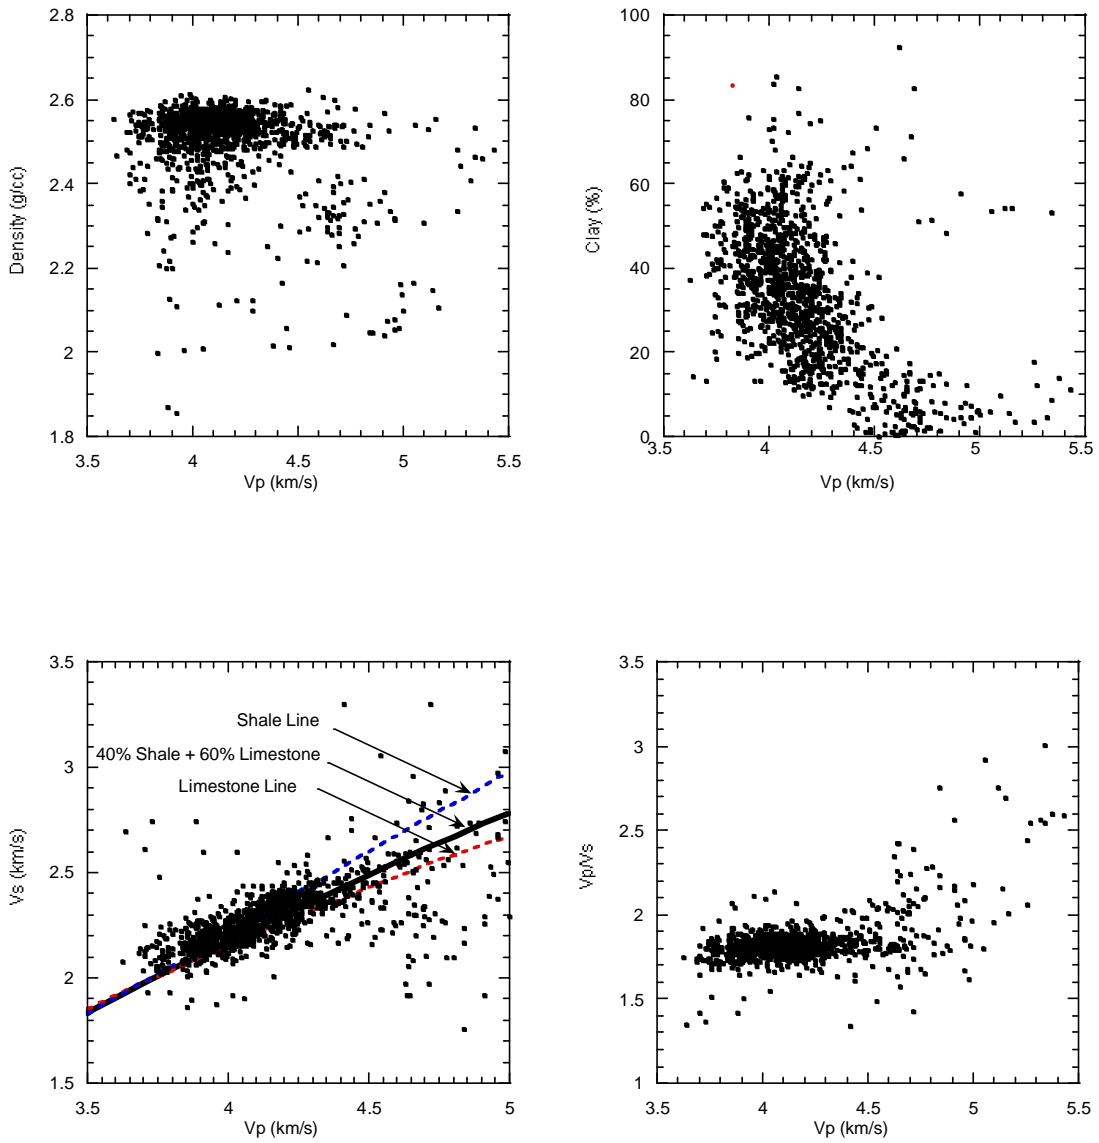 2.8
2.6
2.4
2.2
2
1.8
Density (g/cc)
3.5 4 4.5 5 5.5
Vp (km/s)
100
80
60
40
20
0
Clay (%)
3.5 4 4.5 5 5.5
Vp (km/s)
3.5
3
2.5
2
1.5
Vs (km/s)
Shale Line
40% Shale + 60% Limestone
Limestone Line
3.5 4 4.5 5
Vp (km/s)
3.5
3
2.5
2
1.5
1
Vp/Vs
3.5 4 4.5 5 5.5
Vp (km/s)